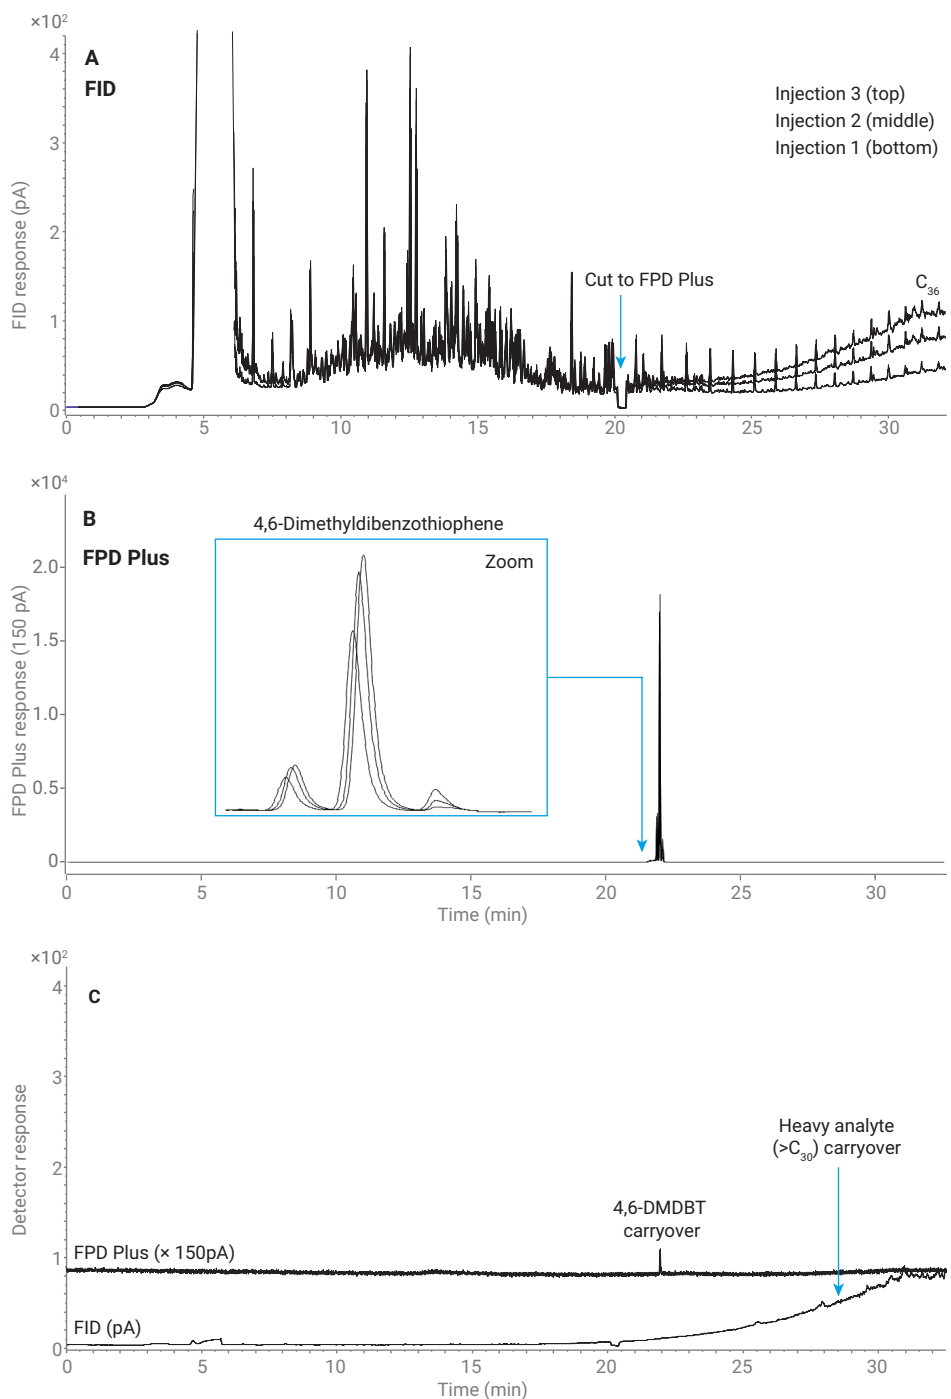 ×10²
A
FID
4
3
2
1
0
FID response (pA)
Injection 3 (top)
Injection 2 (middle)
Injection 1 (bottom)
Cut to FPD Plus
C₃₆
0 5 10 15 20 25 30
×10⁴
B
FPD Plus
2.0
1.5
1.0
0.5
0
FPD Plus response (150 pA)
4,6-Dimethyldibenzothiophene
Zoom
0 5 10 15 20 25 30
Time (min)
×10²
C
4
3
2
1
0
Detector response
Heavy analyte
(>C₃₀) carryover
4,6-DMDBT
carryover
FPD Plus (× 150pA)
FID (pA)
0 5 10 15 20 25 30
Time (min)